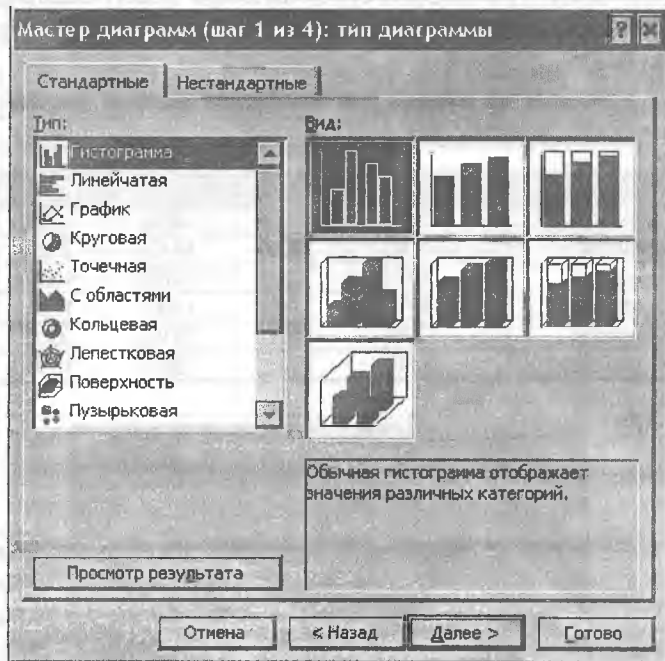 Мастер диаграмм (шаг 1 из 4): тип диаграммы
Стандартные Нестандартные
Тип:
Гистограмма
Линейчатая
График
Круговая
Точечная
С областями
Кольцевая
Лепестковая
Поверхность
Пузырьковая
Вид:
Обычная гистограмма отображает
значения различных категорий.
Просмотр результата
Отмена < Назад Далее > Готово